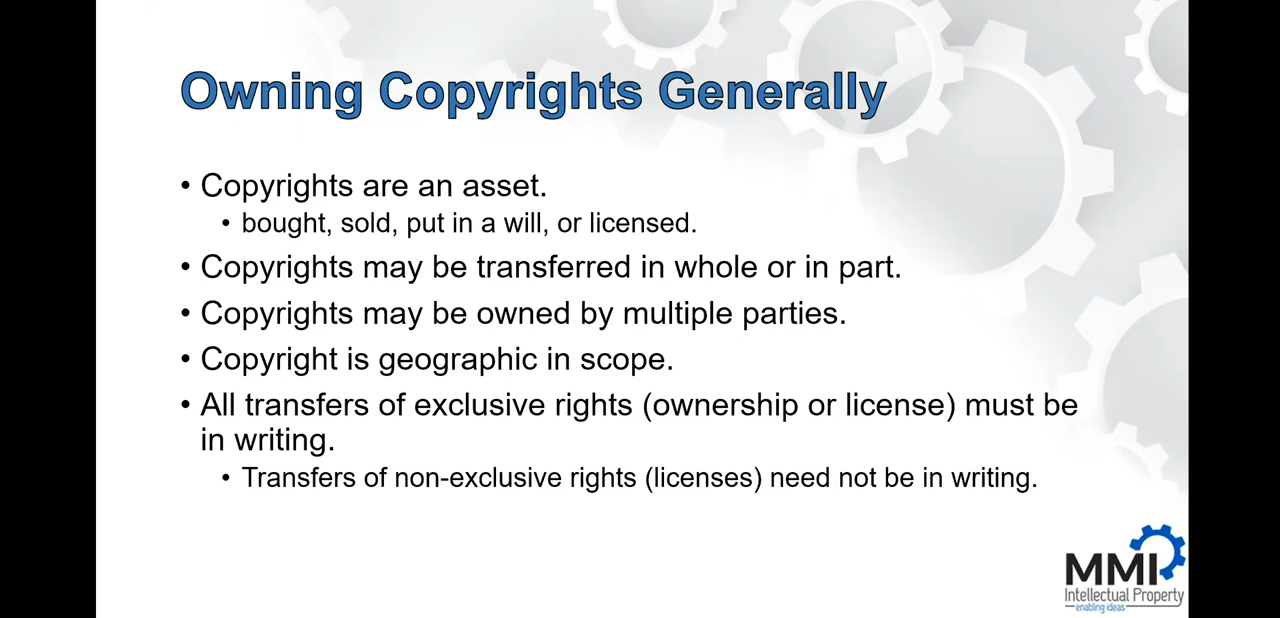 Owning Copyrights Generally
• Copyrights are an asset.
• bought, sold, put in a will, or licensed.
• Copyrights may be transferred in whole or in part.
• Copyrights may be owned by multiple parties.
• Copyright is geographic in scope.
• All transfers of exclusive rights (ownership or license) must be
in writing.
• Transfers of non-exclusive rights (licenses) need not be in writing.
MMI
Intellectual Property
enabling ideas